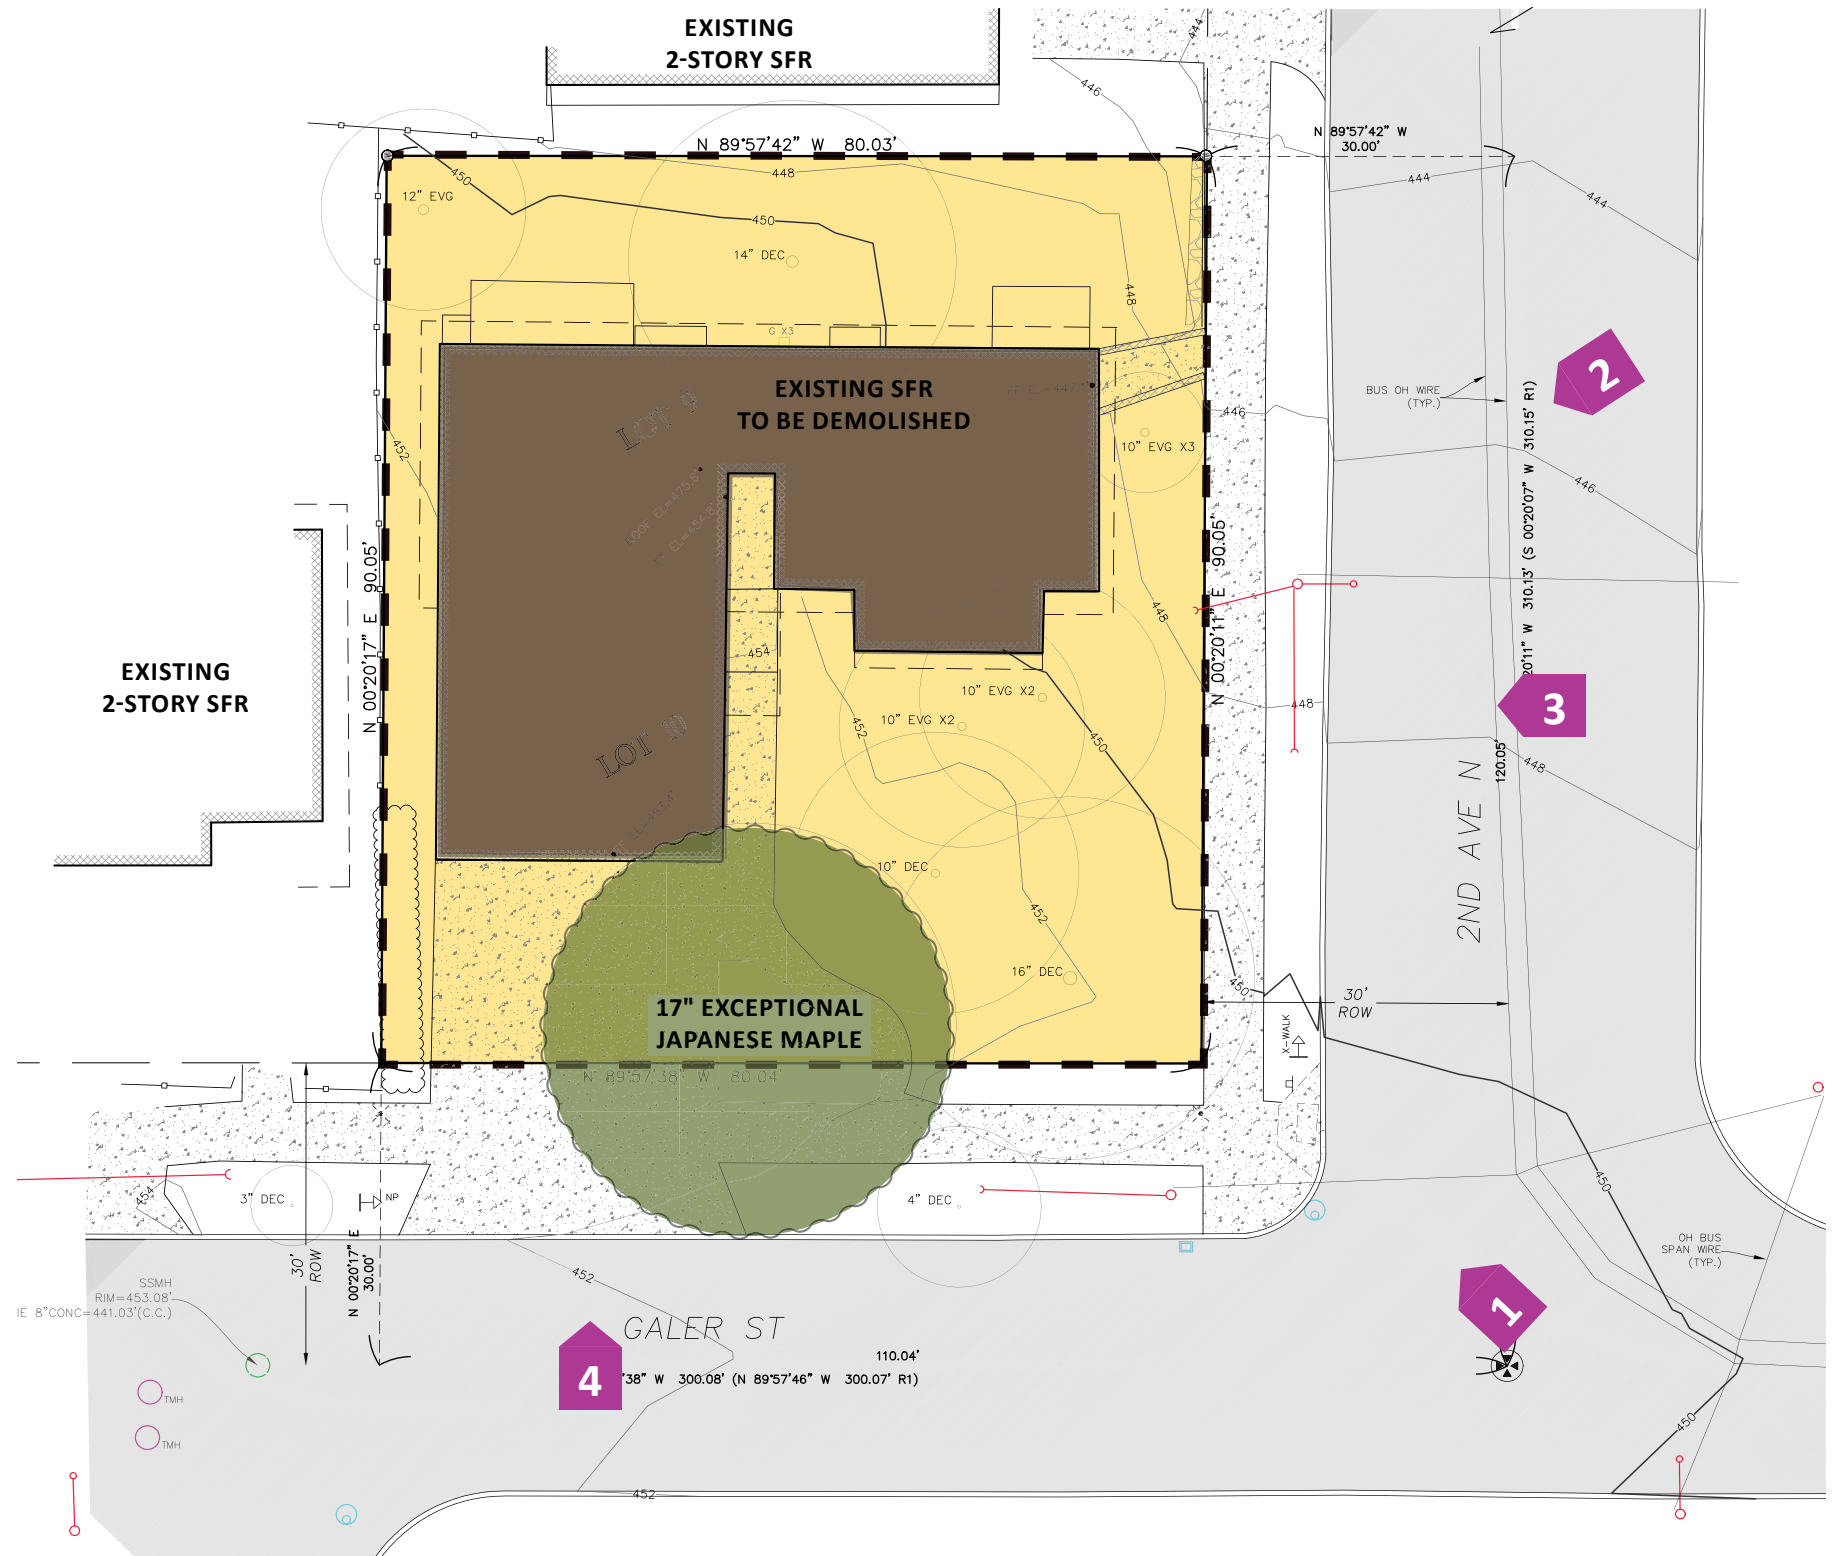 EXISTING
2-STORY SFR
444
446
N 89°57'42" W 80.03'
N 89°57'42" W
30.00'
450
448
444
444
12" EVG
450
14" DEC
448
G X3
EXISTING SFR
TO BE DEMOLISHED
LOT 9
BUS OH WIRE
(TYP.)
2
446
10" EVG X3
452
446
310.13' (S 00°20'07" W 310.15' R1)
N 00°20'17" E 90.05'
N 00°20'11" E 90.05'
20'11" W
448
454
EXISTING
2-STORY SFR
10" EVG X2
10" EVG X2
452
450
448
3
LOT 10
120.05'
448
2ND AVE N
10" DEC
452
16" DEC
450
30'
ROW
17" EXCEPTIONAL
JAPANESE MAPLE
X-WALK
N 89°57'38" W 80.04'
3" DEC
NP
454
4" DEC
450
30'
ROW
N 00°20'17" E
30.00'
452
OH BUS
SPAN WIRE
(TYP.)
SSMH
RIM=453.08'
IE 8"CONC=441.03'(C.C.)
1
GALER ST
110.04'
4
'38" W 300.08' (N 89°57'46" W 300.07' R1)
TMH
TMH
450
452